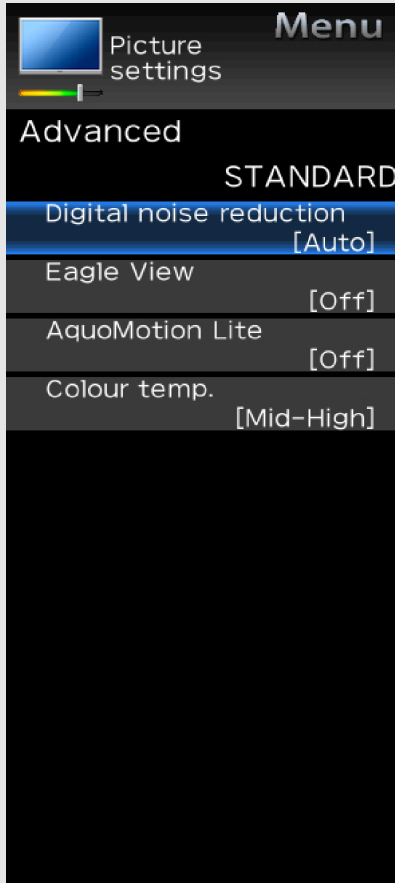 Menu
Picture
settings
Advanced
STANDARD
Digital noise reduction
[Auto]
Eagle View
[Off]
AquoMotion Lite
[Off]
Colour temp.
[Mid-High]